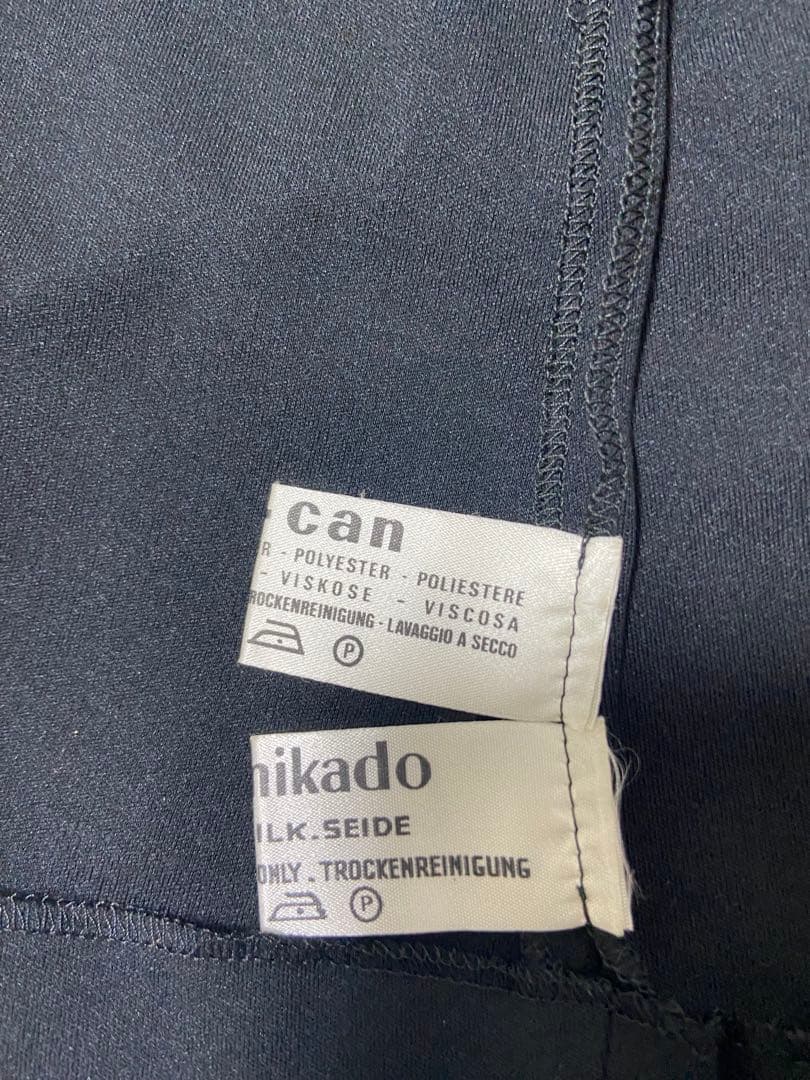 can
R - POLYESTER - POLIESTERE
- VISKOSE - VISCOSA
ROCKENREINIGUNG - LAVAGGIO A SECCO
P
nikado
ILK.SEIDE
ONLY . TROCKENREINIGUNG
P